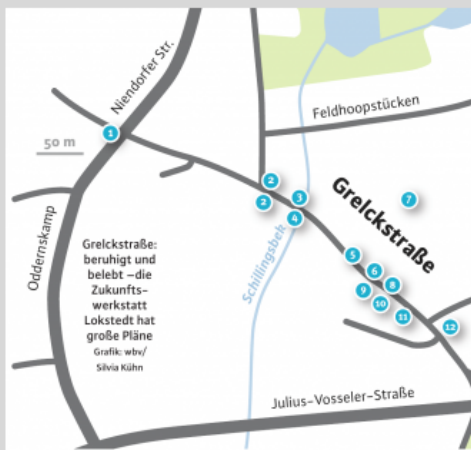 Niendorfer Str.
1
50 m
Feldhoopstücken
2
2
3
4
Grelckstraße
7
Oddernskamp
Grelckstraße:
beruhigt und
belebt – die
Zukunfts-
werkstatt
Lokstedt hat
große Pläne
Grafik: wbv/
Silvia Kühn
Schillingsbek
5
6
8
9
10
11
12
Julius-Vosseler-Straße